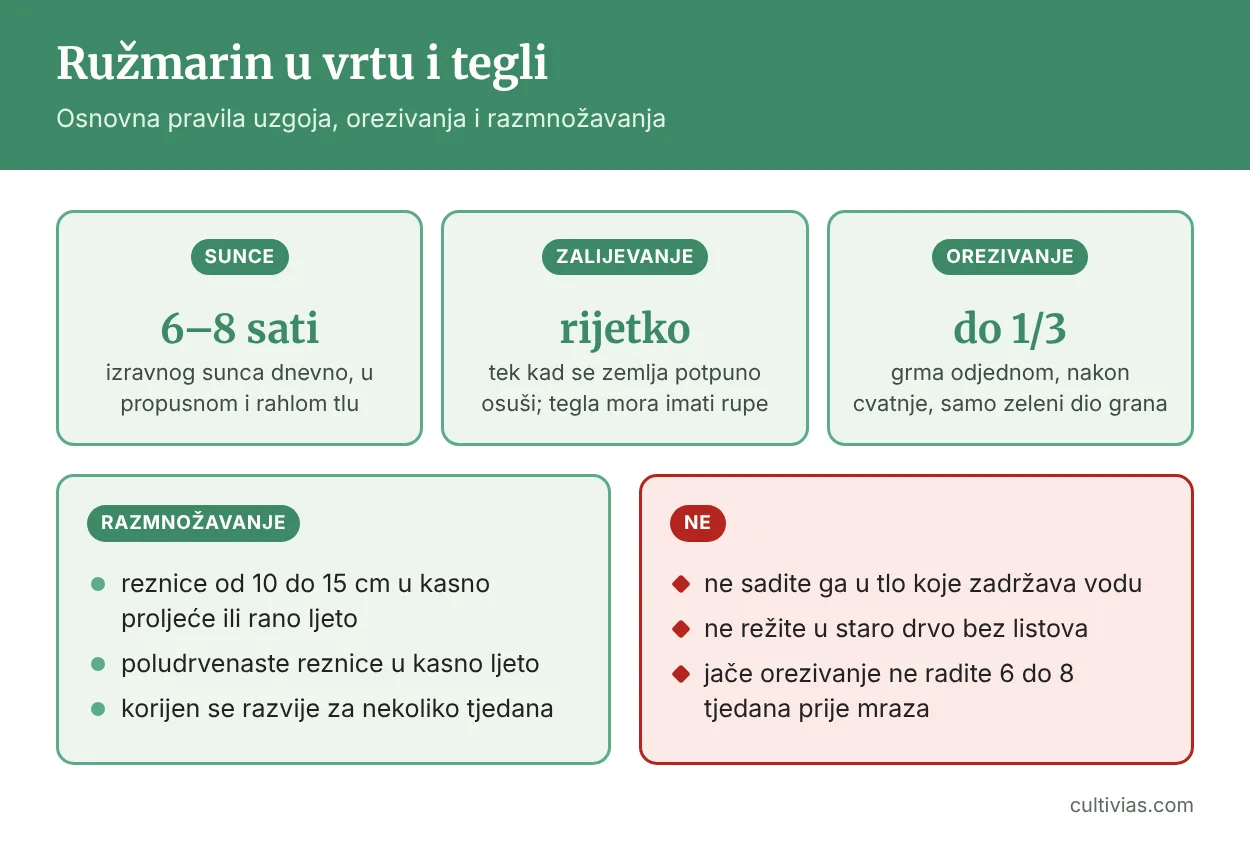 Ružmarin u vrtu i tegli
Osnovna pravila uzgoja, orezivanja i razmnožavanja
SUNCE
6–8 sati
izravnog sunca dnevno, u
propusnom i rahlom tlu
ZALIJEVANJE
rijetko
tek kad se zemlja potpuno
osuši; tegla mora imati rupe
OREZIVANJE
do 1/3
grma odjednom, nakon
cvatnje, samo zeleni dio grana
RAZMNOŽAVANJE
reznice od 10 do 15 cm u kasno
proljeće ili rano ljeto
poludrvenaste reznice u kasno ljeto
korijen se razvije za nekoliko tjedana
NE
ne sadite ga u tlo koje zadržava vodu
ne režite u staro drvo bez listova
jače orezivanje ne radite 6 do 8
tjedana prije mraza
cultivias.com